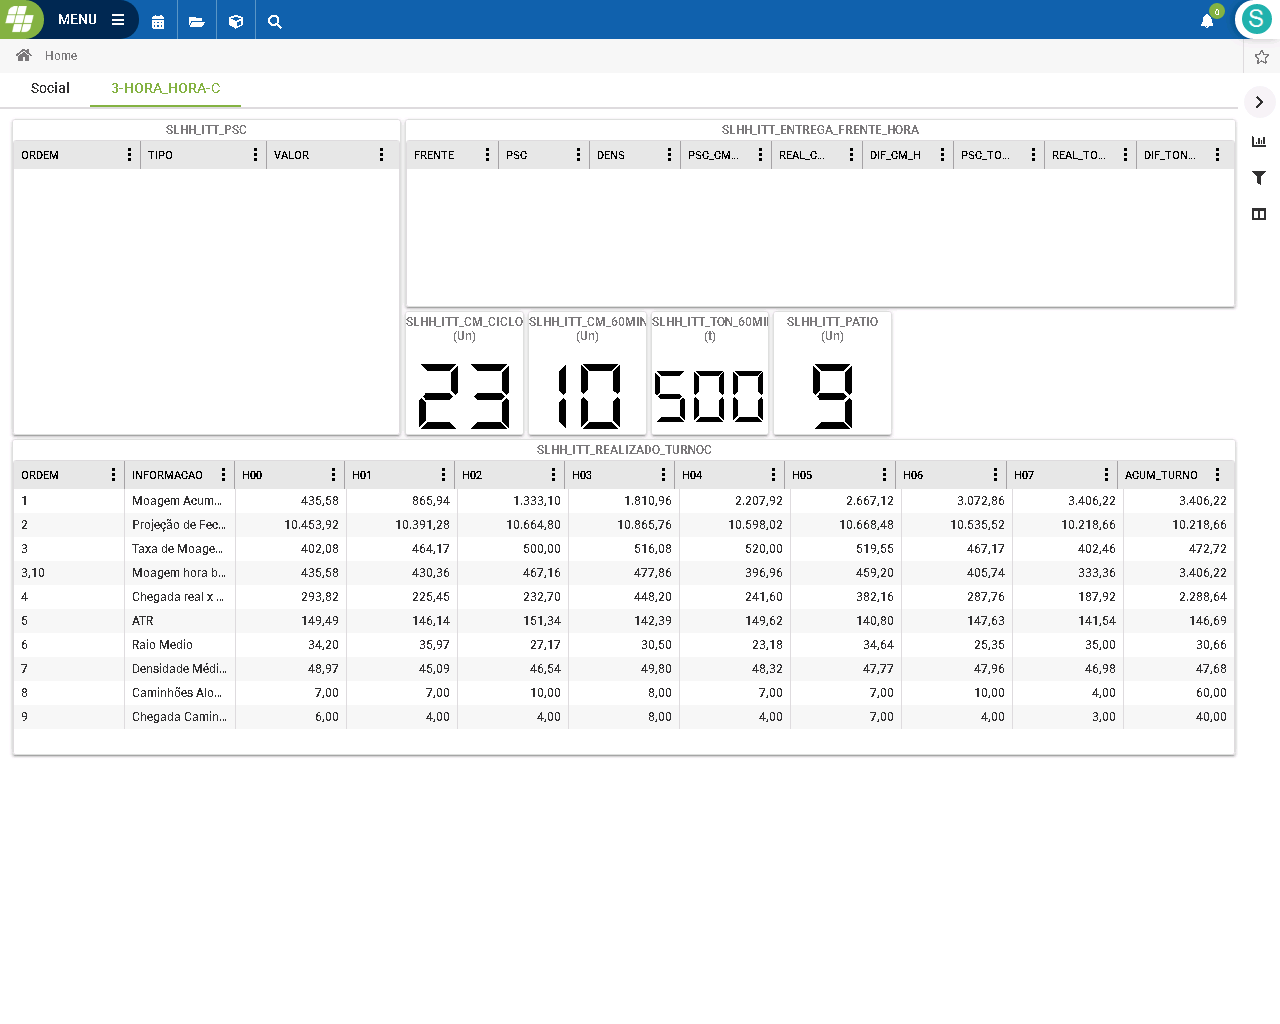 MENU
0
S
Home
Social 3-HORA_HORA-C
SLHH_ITT_PSC
ORDEM TIPO VALOR
SLHH_ITT_ENTREGA_FRENTE_HORA
FRENTE PSC DENS PSC_CM... REAL_C... DIF_CM_H PSC_TO... REAL_TO... DIF_TON...
SLHH_ITT_CM_CICLO
(Un)
23
SLHH_ITT_CM_60MIN
(Un)
10
SLHH_ITT_TON_60MI
(t)
500
SLHH_ITT_PATIO
(Un)
9
SLHH_ITT_REALIZADO_TURNOC
ORDEM INFORMACAO H00 H01 H02 H03 H04 H05 H06 H07 ACUM_TURNO
1 Moagem Acum... 435,58 865,94 1.333,10 1.810,96 2.207,92 2.667,12 3.072,86 3.406,22 3.406,22
2 Projeção de Fec... 10.453,92 10.391,28 10.664,80 10.865,76 10.598,02 10.668,48 10.535,52 10.218,66 10.218,66
3 Taxa de Moage... 402,08 464,17 500,00 516,08 520,00 519,55 467,17 402,46 472,72
3,10 Moagem hora b... 435,58 430,36 467,16 477,86 396,96 459,20 405,74 333,36 3.406,22
4 Chegada real x ... 293,82 225,45 232,70 448,20 241,60 382,16 287,76 187,92 2.288,64
5 ATR 149,49 146,14 151,34 142,39 149,62 140,80 147,63 141,54 146,69
6 Raio Medio 34,20 35,97 27,17 30,50 23,18 34,64 25,35 35,00 30,66
7 Densidade Médi... 48,97 45,09 46,54 49,80 48,32 47,77 47,96 46,98 47,68
8 Caminhões Alo... 7,00 7,00 10,00 8,00 7,00 7,00 10,00 4,00 60,00
9 Chegada Camin... 6,00 4,00 4,00 8,00 4,00 7,00 4,00 3,00 40,00